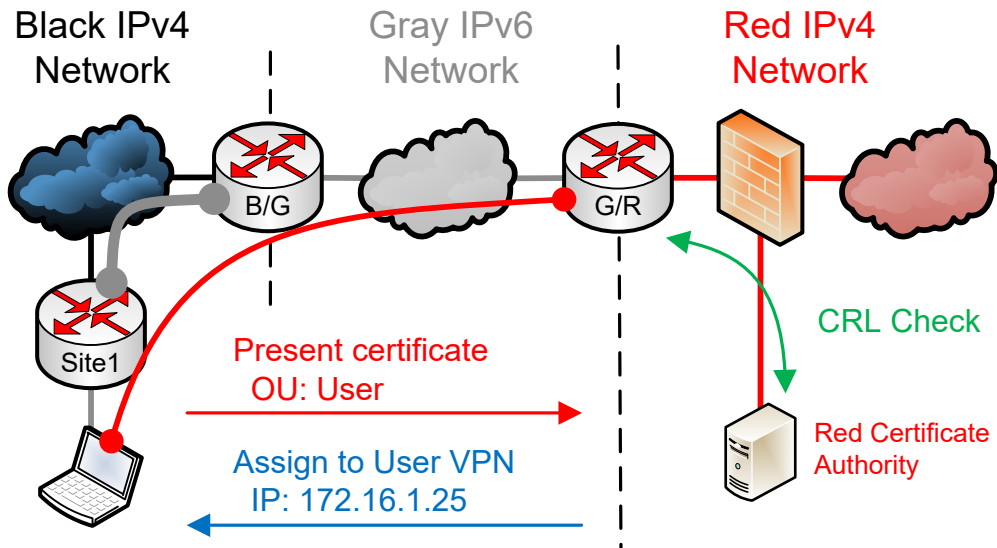 Black IPv4
Network
Gray IPv6
Network
Red IPv4
Network
B/G
G/R
Site1
CRL Check
Present certificate
OU: User
Assign to User VPN
IP: 172.16.1.25
Red Certificate
Authority